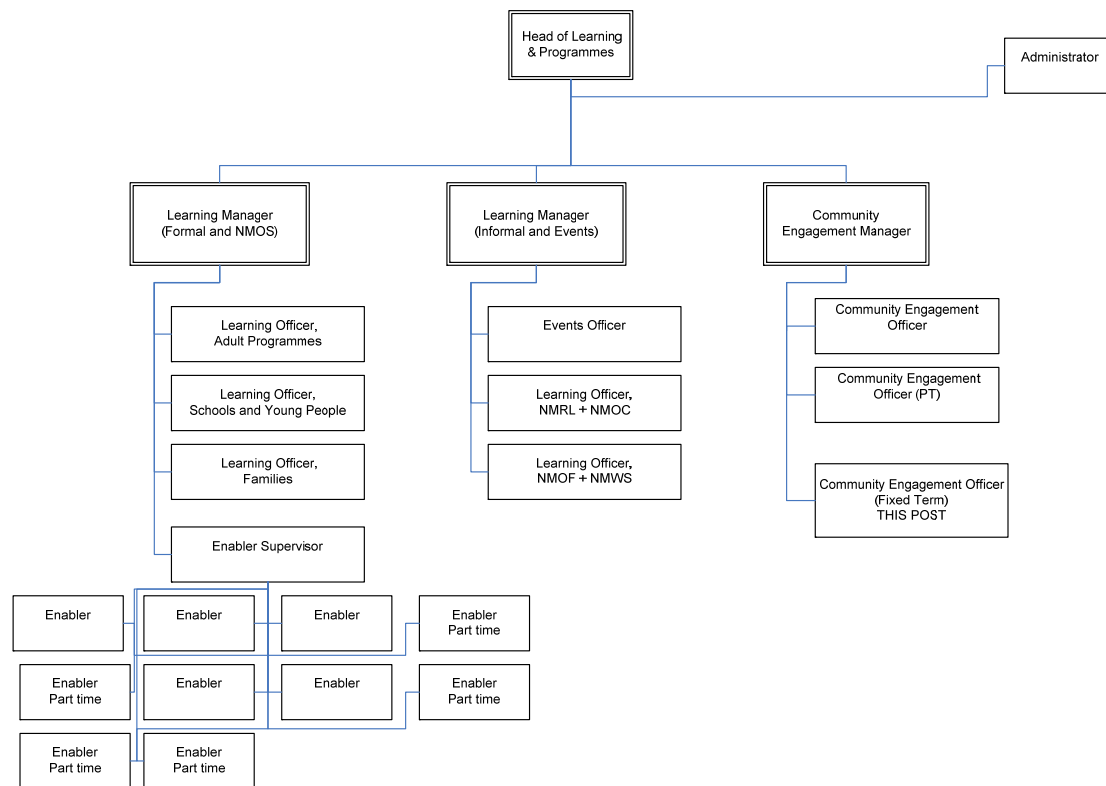 Head of Learning
& Programmes
Administrator
Learning Manager
(Formal and NMOS)
Learning Manager
(Informal and Events)
Community
Engagement Manager
Learning Officer,
Adult Programmes
Learning Officer,
Schools and Young People
Learning Officer,
Families
Enabler Supervisor
Events Officer
Learning Officer,
NMRL + NMOC
Learning Officer,
NMOF + NMWS
Community Engagement
Officer
Community Engagement
Officer (PT)
Community Engagement Officer
(Fixed Term)
THIS POST
Enabler
Enabler
Enabler
Enabler
Part time
Enabler
Part time
Enabler
Enabler
Enabler
Part time
Enabler
Part time
Enabler
Part time